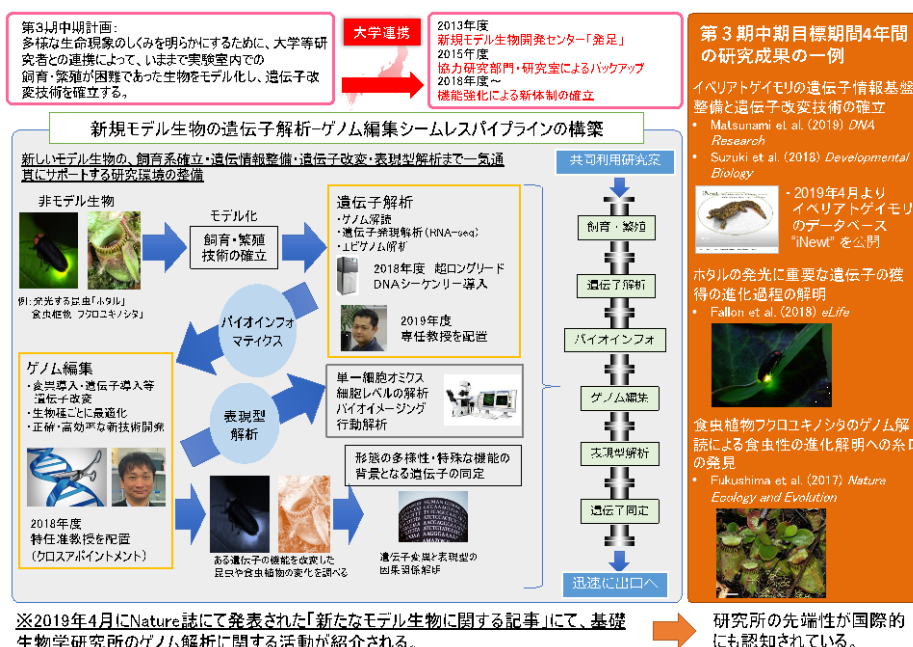 第3期中期計画:
多様な生命現象のしくみを明らかにするために、大学等研
究者との連携によって、いままで実験室内での
飼育・繁殖が困難であった生物をモデル化し、遺伝子改
変技術を確立する。
大学連携
2013年度
新規モデル生物開発センター「発足」
2015年度
協力研究部門・研究室によるバックアップ
2018年度～
機能強化による新体制の確立
新規モデル生物の遺伝子解析-ゲノム編集シームレスパイプラインの構築
新しいモデル生物の、飼育系確立・遺伝情報整備・遺伝子改変・表現型解析まで一気通
貫にサポートする研究環境の整備
非モデル生物
例:発光する昆虫「ホタル」
食虫植物 フクロユキノシタ」
モデル化
飼育・繁殖
技術の確立
遺伝子解析
・ゲノム解読
・遺伝子発現解析(RNA-seq)
・エピゲノム解析
2018年度 超ロングリード
DNAシーケンサー導入
2019年度
専任教授を配置
バイオインフォ
マティクス
ゲノム編集
・変異導入・遺伝子導入等
遺伝子改変
・生物種ごとに最適化
・正確・高効率な新技術開発
2018年度
特任准教授を配置
(クロスアポイントメント)
表現型
解析
単一細胞オミクス
細胞レベルの解析
バイオイメージング
行動解析
形態の多様性・特殊な機能の
背景となる遺伝子の同定
ある遺伝子の機能を改変した
昆虫や食虫植物の変化を調べる
遺伝子変異と表現型の
因果関係解明
共同利用研究案
飼育・繁殖
遺伝子解析
バイオインフォ
ゲノム編集
表現型解析
遺伝子同定
迅速に出口へ
第3期中期目標期間4年間
の研究成果の一例
イベリアトゲイモリの遺伝子情報基盤
整備と遺伝子改変技術の確立
• Matsunami et al. (2019) DNA
Research
• Suzuki et al. (2018) Developmental
Biology
・2019年4月より
イベリアトゲイモリ
のデータベース
"iNewt" を公開
ホタルの発光に重要な遺伝子の獲
得の進化過程の解明
• Fallon et al. (2018) eLife
食虫植物フクロユキノシタのゲノム解
読による食虫性の進化解明への糸口
の発見
• Fukushima et al. (2017) Nature
Ecology and Evolution
※2019年4月にNature誌にて発表された「新たなモデル生物に関する記事」にて、基礎
生物学研究所のゲノム解析に関する活動が紹介される。
研究所の先端性が国際的
にも認知されている。